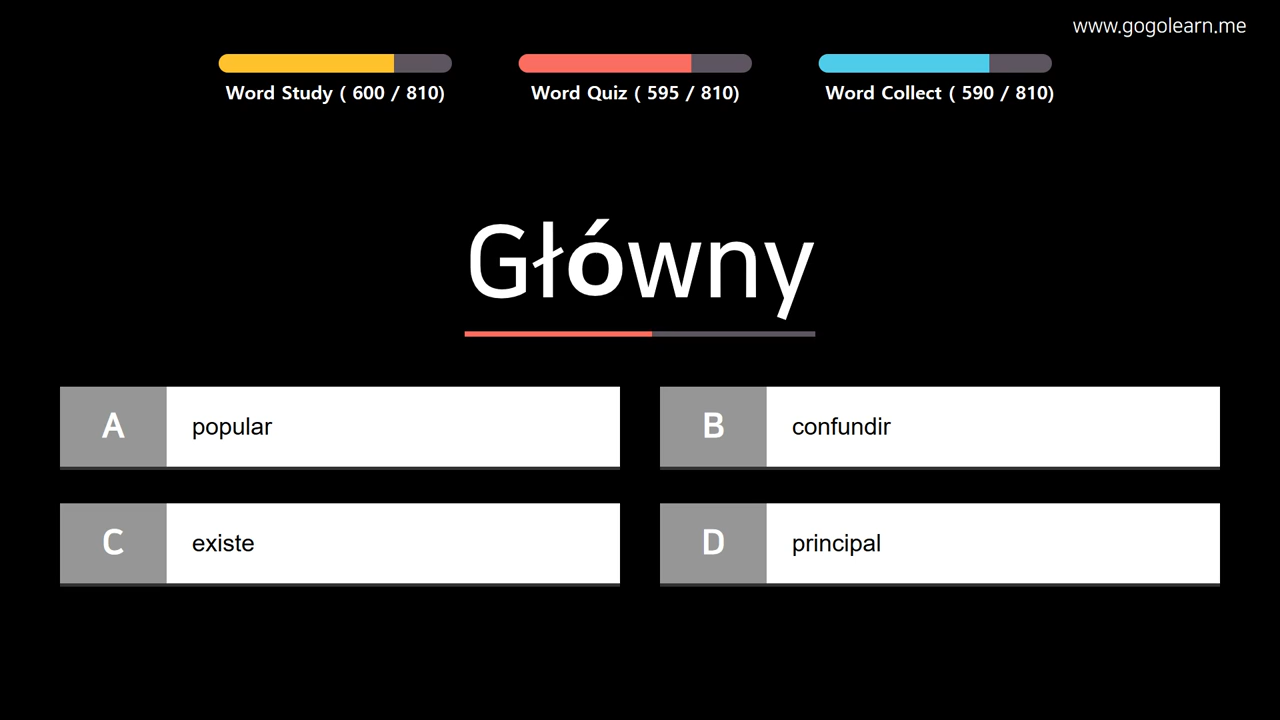 www.gogolearn.me
Word Study ( 600 / 810)
Word Quiz ( 595 / 810)
Word Collect ( 590 / 810)
Główny
A popular
B confundir
C existe
D principal